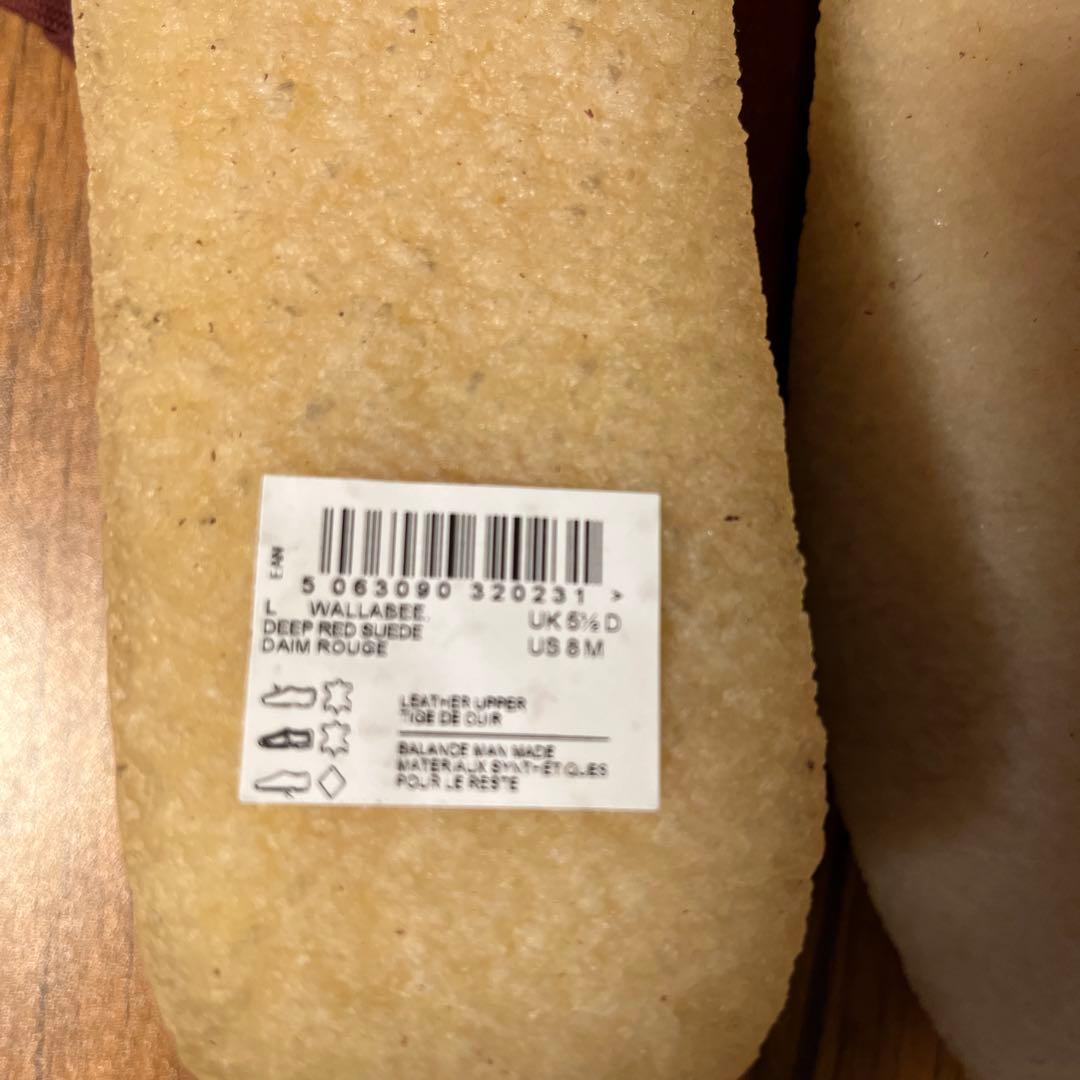 EAN
5 063090 320231 >
L WALLABEE.
DEEP RED SUEDE
DAIM ROUGE
UK 5½ D
US 8 M
LEATHER UPPER
TIGE DE CUIR
BALANCE MAN MADE
MATERIAUX SYNTHETIQUES
POUR LE RESTE